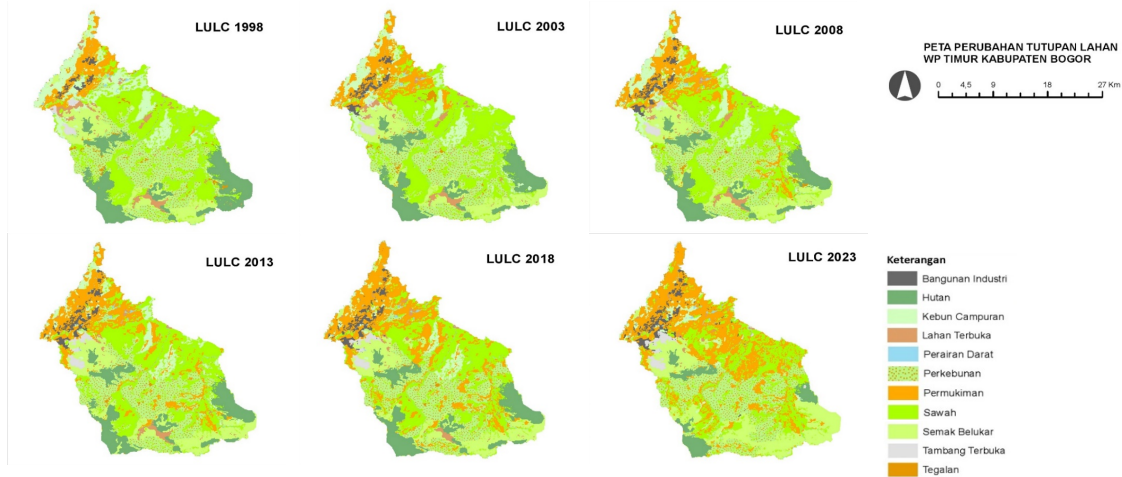 LULC 1998
LULC 2003
LULC 2008
PETA PERUBAHAN TUTUPAN LAHAN
WP TIMUR KABUPATEN BOGOR
0 4,5 9 18 27 Km
LULC 2013
LULC 2018
LULC 2023
Keterangan
Bangunan Industri
Hutan
Kebun Campuran
Lahan Terbuka
Perairan Darat
Perkebunan
Permukiman
Sawah
Semak Belukar
Tambang Terbuka
Tegalan